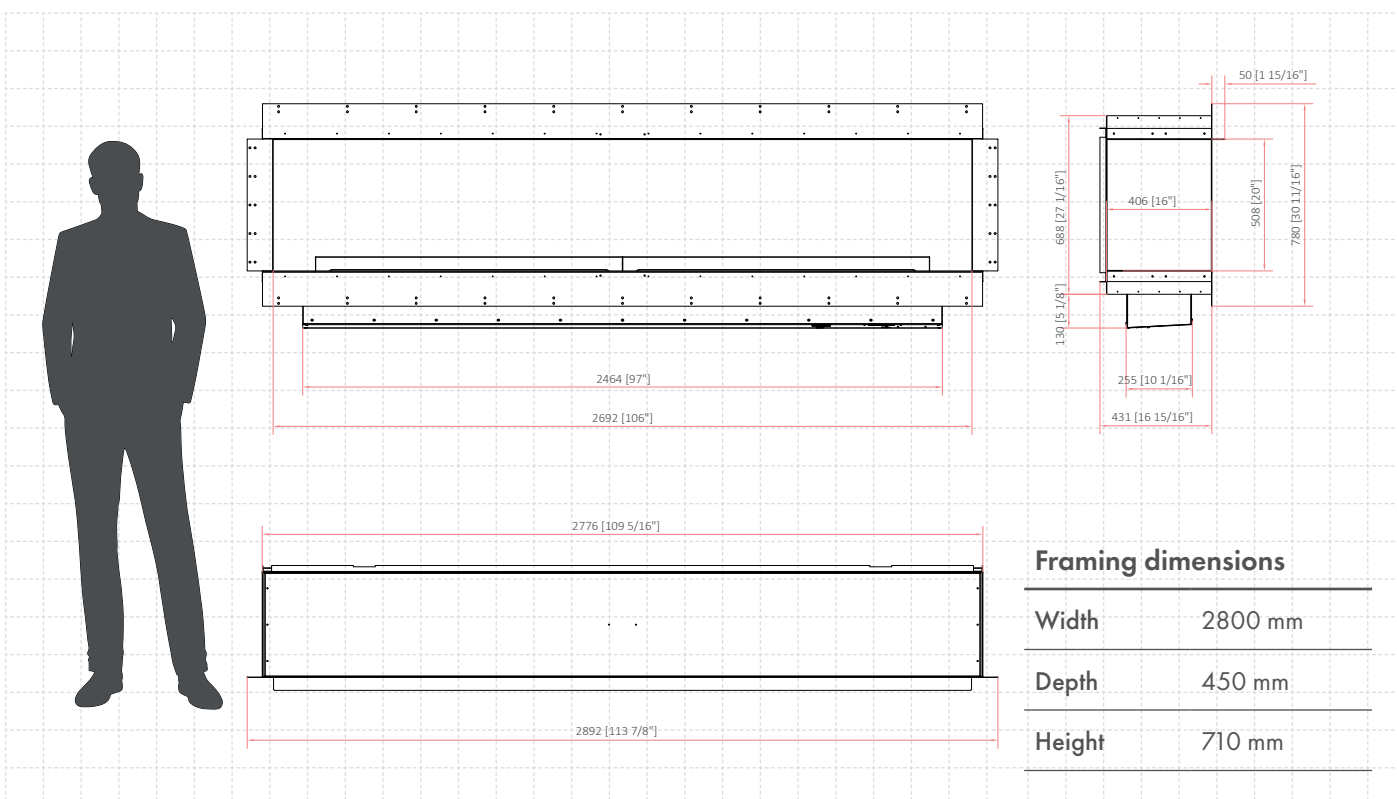 50 [1 15/16"]
688 [27 1/16"]
406 [16"]
508 [20"]
780 [30 11/16"]
130 [5 1/8"]
2464 [97"]
255 [10 1/16"]
2692 [106"]
431 [16 15/16"]
2776 [109 5/16"]
Framing dimensions
Width 2800 mm
Depth 450 mm
Height 710 mm
2892 [113 7/8"]